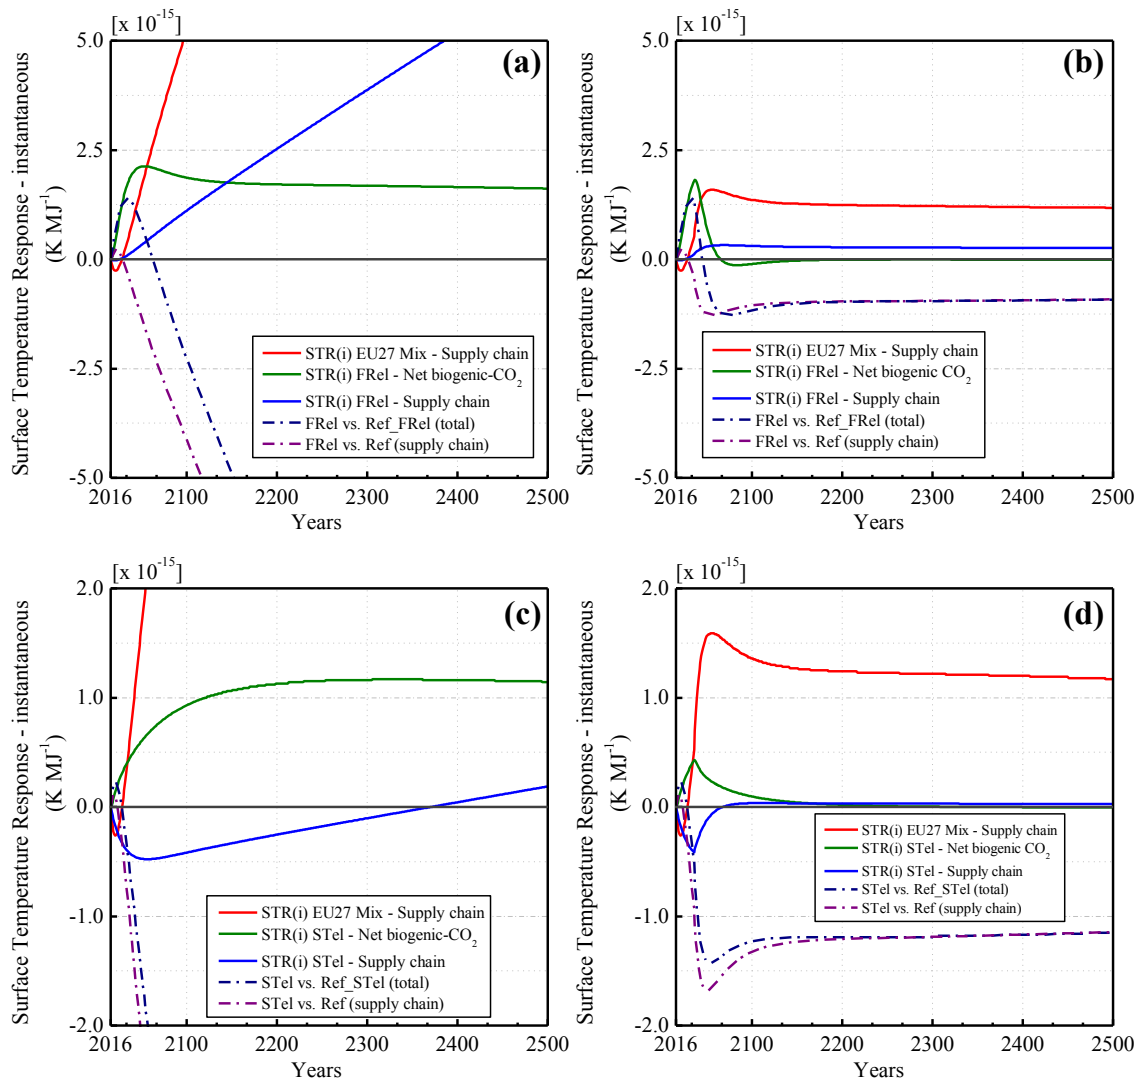 [x 10⁻¹⁵]
(a)
Surface Temperature Response - instantaneous
(K MJ⁻¹)
5.0
2.5
0.0
-2.5
-5.0
STR(i) EU27 Mix - Supply chain
STR(i) FRel - Net biogenic-CO₂
STR(i) FRel - Supply chain
FRel vs. Ref_FRel (total)
FRel vs. Ref (supply chain)
2016 2100 2200 2300 2400 2500
Years
[x 10⁻¹⁵]
(b)
Surface Temperature Response - instantaneous
(K MJ⁻¹)
5.0
2.5
0.0
-2.5
-5.0
STR(i) EU27 Mix - Supply chain
STR(i) FRel - Net biogenic CO₂
STR(i) FRel - Supply chain
FRel vs. Ref_FRel (total)
FRel vs. Ref (supply chain)
2016 2100 2200 2300 2400 2500
Years
[x 10⁻¹⁵]
(c)
Surface Temperature Response - instantaneous
(K MJ⁻¹)
2.0
1.0
0.0
-1.0
-2.0
STR(i) EU27 Mix - Supply chain
STR(i) STel - Net biogenic-CO₂
STR(i) STel - Supply chain
STel vs. Ref_STel (total)
STel vs. Ref (supply chain)
2016 2100 2200 2300 2400 2500
Years
[x 10⁻¹⁵]
(d)
Surface Temperature Response - instantaneous
(K MJ⁻¹)
2.0
1.0
0.0
-1.0
-2.0
STR(i) EU27 Mix - Supply chain
STR(i) STel - Net biogenic CO₂
STR(i) STel - Supply chain
STel vs. Ref_STel (total)
STel vs. Ref (supply chain)
2016 2100 2200 2300 2400 2500
Years